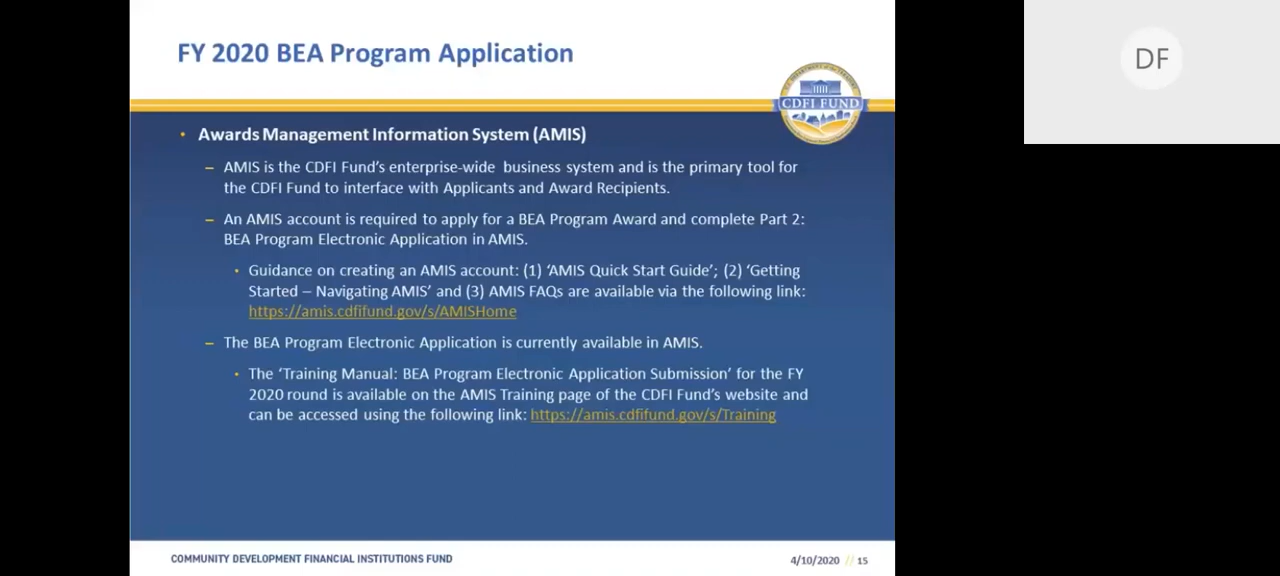 FY 2020 BEA Program Application
DF
CDFI FUND
• Awards Management Information System (AMIS)
– AMIS is the CDFI Fund's enterprise-wide business system and is the primary tool for
the CDFI Fund to interface with Applicants and Award Recipients.
– An AMIS account is required to apply for a BEA Program Award and complete Part 2:
BEA Program Electronic Application in AMIS.
• Guidance on creating an AMIS account: (1) 'AMIS Quick Start Guide'; (2) 'Getting
Started – Navigating AMIS' and (3) AMIS FAQs are available via the following link:
https://amis.cdfifund.gov/s/AMISHome
– The BEA Program Electronic Application is currently available in AMIS.
• The 'Training Manual: BEA Program Electronic Application Submission' for the FY
2020 round is available on the AMIS Training page of the CDFI Fund's website and
can be accessed using the following link: https://amis.cdfifund.gov/s/Training
COMMUNITY DEVELOPMENT FINANCIAL INSTITUTIONS FUND
4/10/2020 // 15